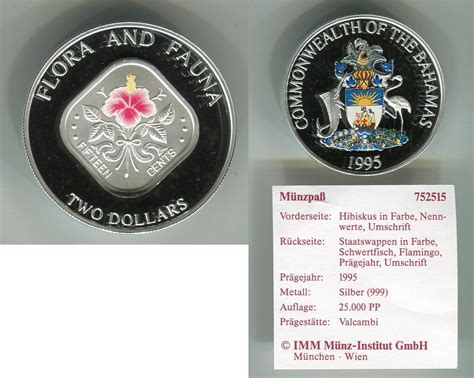 FLORA AND FAUNA
FIFTEEN CENTS
TWO DOLLARS
COMMONWEALTH OF THE BAHAMAS
1995
Münzpaß 752515
Vorderseite: Hibiskus in Farbe, Nenn-
werte, Umschrift
Rückseite: Staatswappen in Farbe,
Schwertfisch, Flamingo,
Prägejahr, Umschrift
Prägejahr: 1995
Metall: Silber (999)
Auflage: 25.000 PP
Prägestätte: Valcambi
© IMM Münz-Institut GmbH
München · Wien